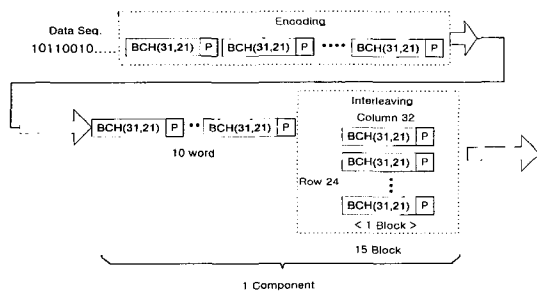 Encoding
Data Seq.
10110010......
BCH(31,21) P BCH(31,21) P •••• BCH(31,21) P
BCH(31,21) P •• BCH(31,21) P
10 word
Interleaving
Column 32
BCH(31,21) P
BCH(31,21) P
Row 24
BCH(31,21) P
< 1 Block >
15 Block
1 Component